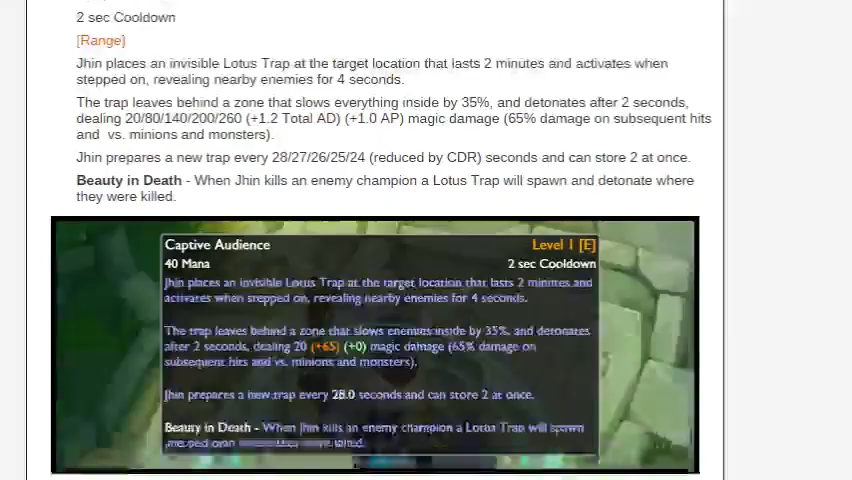 2 sec Cooldown
[Range]
Jhin places an invisible Lotus Trap at the target location that lasts 2 minutes and activates when
stepped on, revealing nearby enemies for 4 seconds.
The trap leaves behind a zone that slows everything inside by 35%, and detonates after 2 seconds,
dealing 20/80/140/200/260 (+1.2 Total AD) (+1.0 AP) magic damage (65% damage on subsequent hits
and vs. minions and monsters).
Jhin prepares a new trap every 28/27/26/25/24 (reduced by CDR) seconds and can store 2 at once.
Beauty in Death - When Jhin kills an enemy champion a Lotus Trap will spawn and detonate where
they were killed.
Captive Audience Level 1 [E]
40 Mana 2 sec Cooldown
Jhin places an invisible Lotus Trap at the target location that lasts 2 minutes and
activates when stepped on, revealing nearby enemies for 4 seconds.
The trap leaves behind a zone that slows enemies inside by 35%, and detonates
after 2 seconds, dealing 20 (+65) (+0) magic damage (65% damage on
subsequent hits and vs. minions and monsters).
Jhin prepares a new trap every 28.0 seconds and can store 2 at once.
Beauty in Death - When Jhin kills an enemy champion a Lotus Trap will spawn